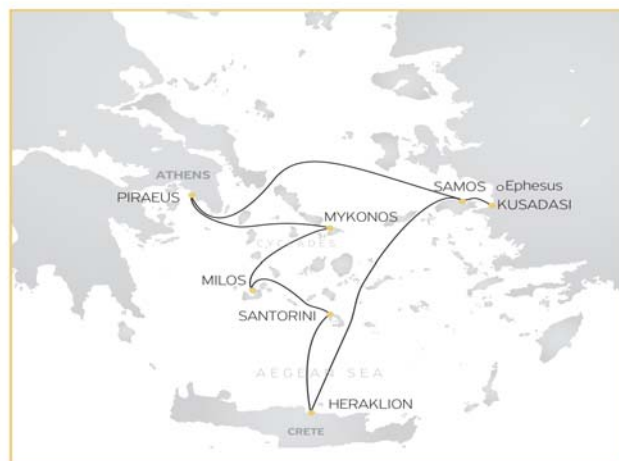 ATHENS
PIRAEUS
SAMOS
Ephesus
KUSADASI
MYKONOS
CYCLADES
MILOS
SANTORINI
AEGEAN SEA
HERAKLION
CRETE